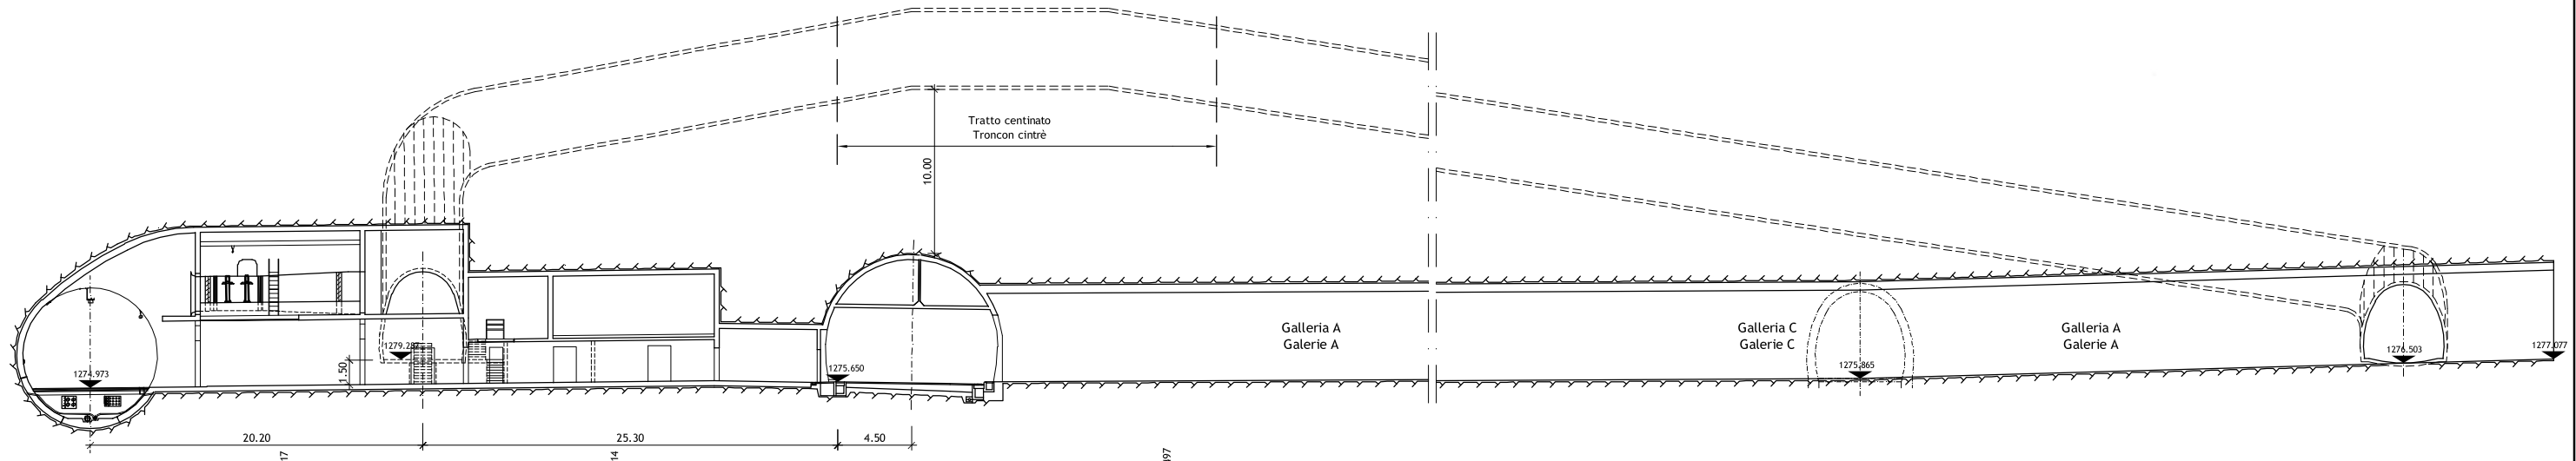 Tratto centinato
Troncon cintrè
10.00
Galleria A
Galerie A
Galleria C
Galerie C
Galleria A
Galerie A
1279.287
1.50
1274.973
1275.650
1275.865
1276.503
1277.077
20.20
25.30
4.50
17
14